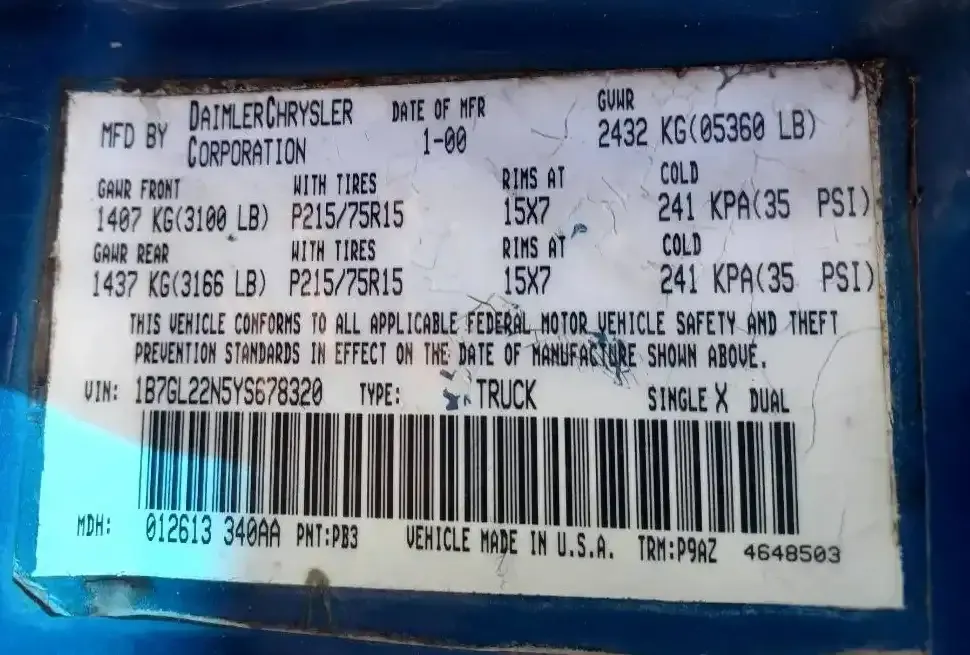 MFD BY DAIMLERCHRYSLER CORPORATION DATE OF MFR 1-00 GVWR 2432 KG(05360 LB)
GAWR FRONT WITH TIRES RIMS AT COLD
1407 KG(3100 LB) P215/75R15 15X7 241 KPA(35 PSI)
GAWR REAR WITH TIRES RIMS AT COLD
1437 KG(3166 LB) P215/75R15 15X7 241 KPA(35 PSI)
THIS VEHICLE CONFORMS TO ALL APPLICABLE FEDERAL MOTOR VEHICLE SAFETY AND THEFT
PREVENTION STANDARDS IN EFFECT ON THE DATE OF MANUFACTURE SHOWN ABOVE.
VIN: 1B7GL22N5YS678320 TYPE: TRUCK SINGLE X DUAL
MDH: 012613 340AA PNT:PB3 VEHICLE MADE IN U.S.A. TRM:P9AZ 4648503